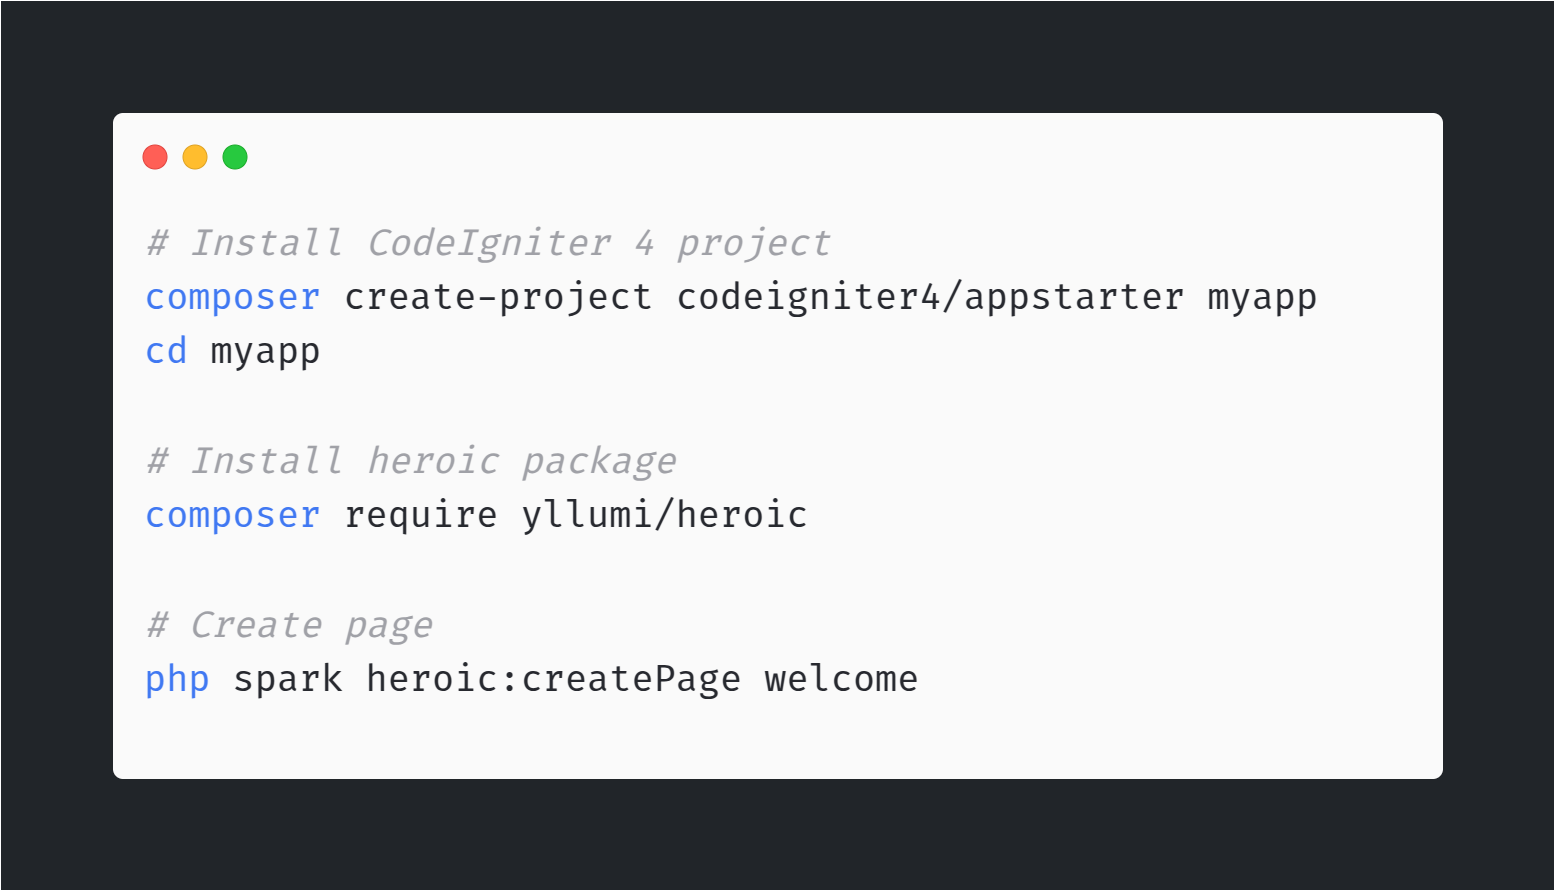 # Install CodeIgniter 4 project
composer create-project codeigniter4/appstarter myapp
cd myapp
# Install heroic package
composer require yllumi/heroic
# Create page
php spark heroic:createPage welcome